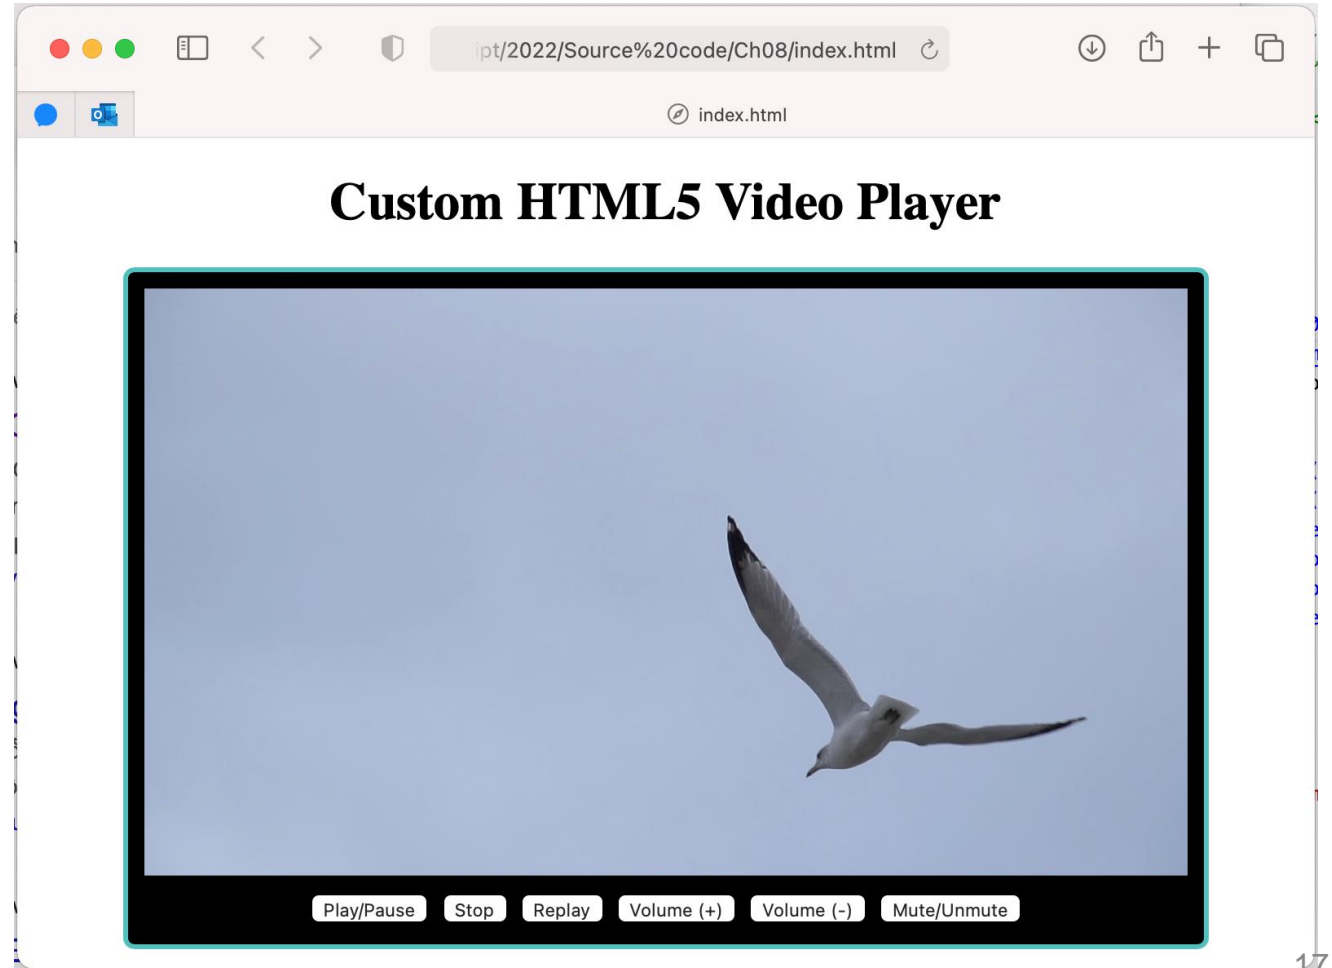 ipt/2022/Source%20code/Ch08/index.html
index.html
Custom HTML5 Video Player
Play/Pause Stop Replay Volume (+) Volume (-) Mute/Unmute
17